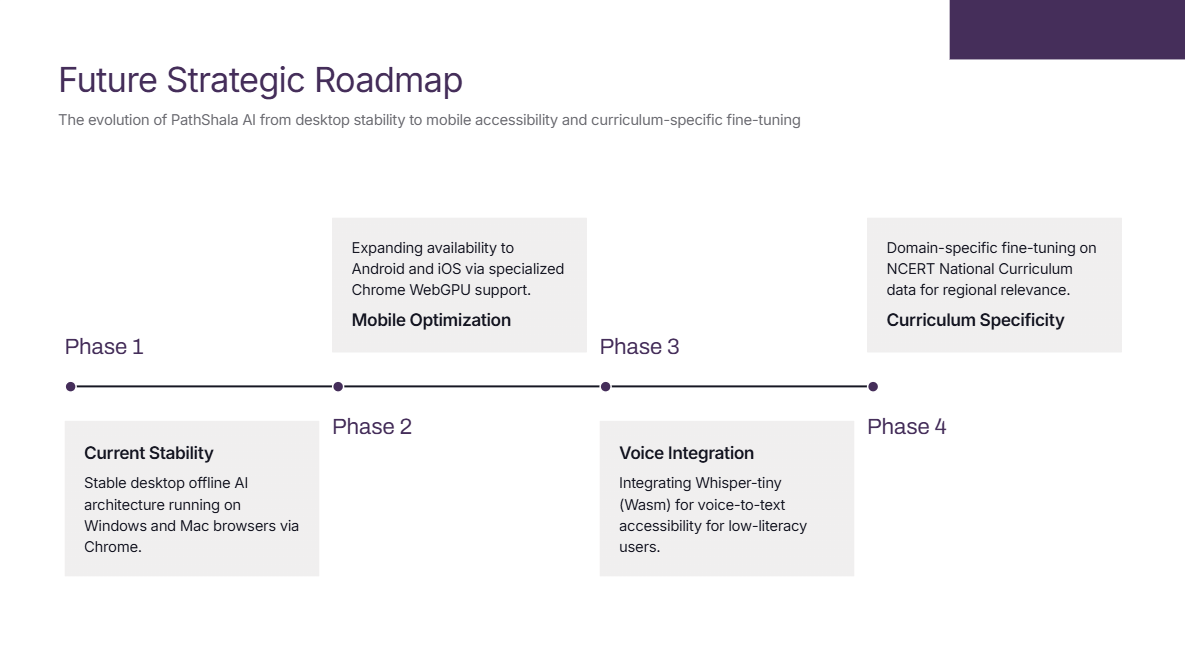 Future Strategic Roadmap
The evolution of PathShala AI from desktop stability to mobile accessibility and curriculum-specific fine-tuning
Phase 1
Current Stability
Stable desktop offline AI
architecture running on
Windows and Mac browsers via
Chrome.
Expanding availability to
Android and iOS via specialized
Chrome WebGPU support.
Mobile Optimization
Phase 2
Phase 3
Voice Integration
Integrating Whisper-tiny
(Wasm) for voice-to-text
accessibility for low-literacy
users.
Domain-specific fine-tuning on
NCERT National Curriculum
data for regional relevance.
Curriculum Specificity
Phase 4